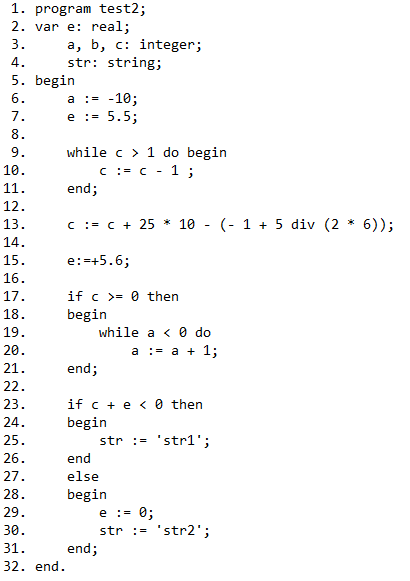 1. program test2;
2. var e: real;
3.     a, b, c: integer;
4.     str: string;
5. begin
6.     a := -10;
7.     e := 5.5;
8.
9.     while c > 1 do begin
10.         c := c - 1 ;
11.     end;
12.
13.     c := c + 25 * 10 - (- 1 + 5 div (2 * 6));
14.
15.     e:=+5.6;
16.
17.     if c >= 0 then
18.     begin
19.         while a < 0 do
20.             a := a + 1;
21.     end;
22.
23.     if c + e < 0 then
24.     begin
25.         str := 'str1';
26.     end
27.     else
28.     begin
29.         e := 0;
30.         str := 'str2';
31.     end;
32. end.